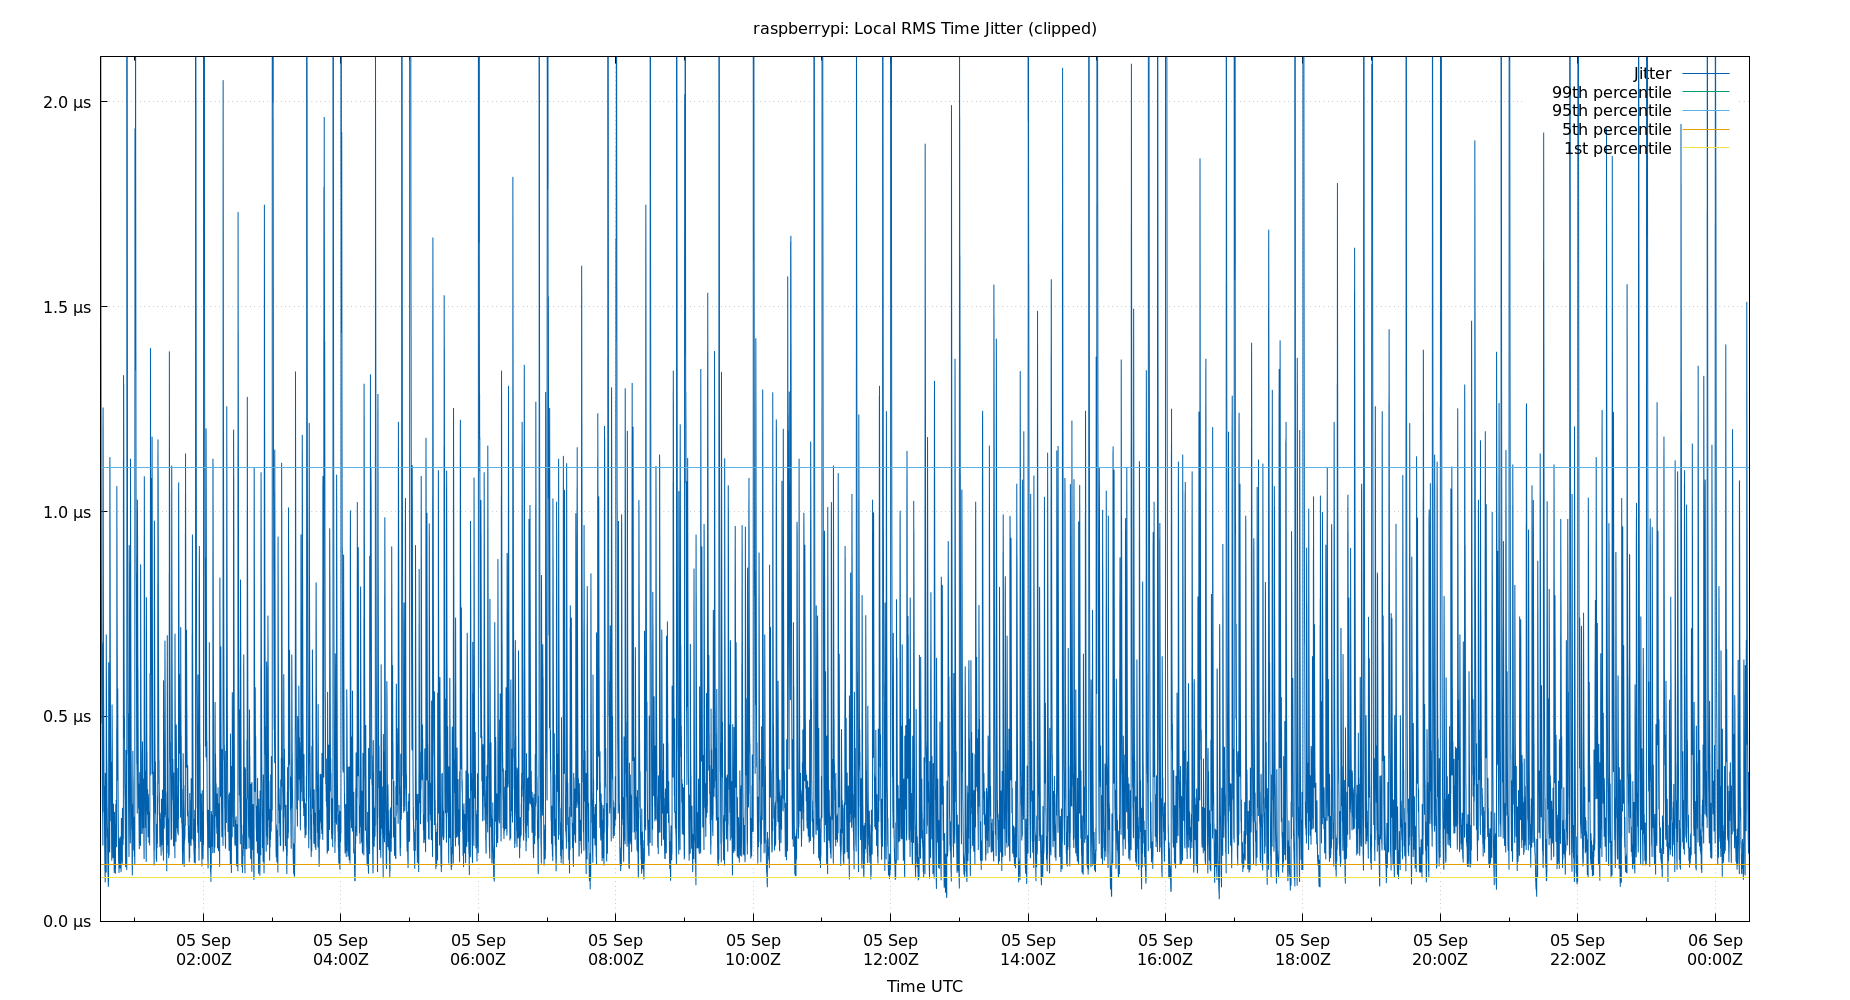 raspberrypi: Local RMS Time Jitter (clipped)
Jitter
99th percentile
95th percentile
5th percentile
1st percentile
2.0 µs
1.5 µs
1.0 µs
0.5 µs
0.0 µs
05 Sep 05 Sep 05 Sep 05 Sep 05 Sep 05 Sep 05 Sep 05 Sep 05 Sep 05 Sep 05 Sep 06 Sep
02:00Z 04:00Z 06:00Z 08:00Z 10:00Z 12:00Z 14:00Z 16:00Z 18:00Z 20:00Z 22:00Z 00:00Z
Time UTC